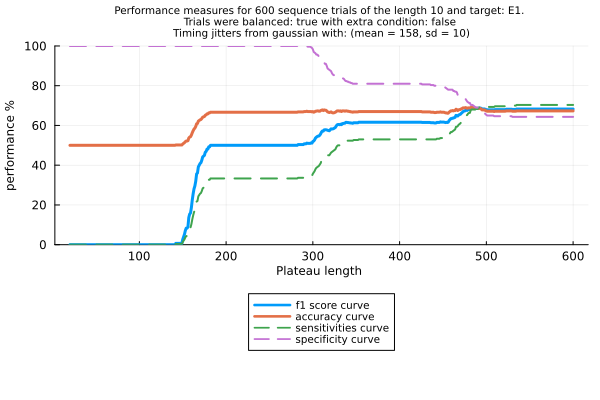 Performance measures for 600 sequence trials of the length 10 and target: E1.
Trials were balanced: true with extra condition: false
Timing jitters from gaussian with: (mean = 158, sd = 10)
100
80
60
40
20
0
performance %
100 200 300 400 500 600
Plateau length
f1 score curve
accuracy curve
sensitivities curve
specificity curve